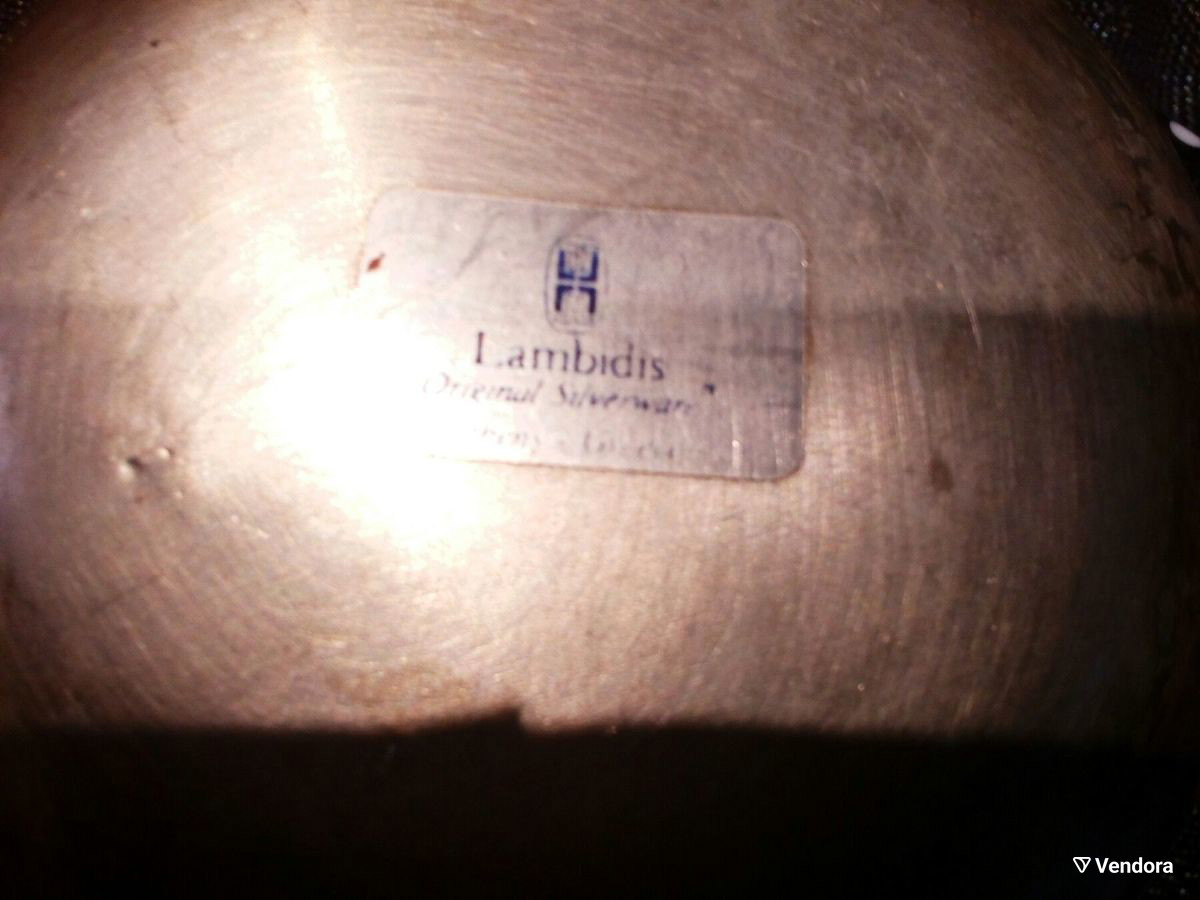 Lambidis
Original Silverware
Vendora